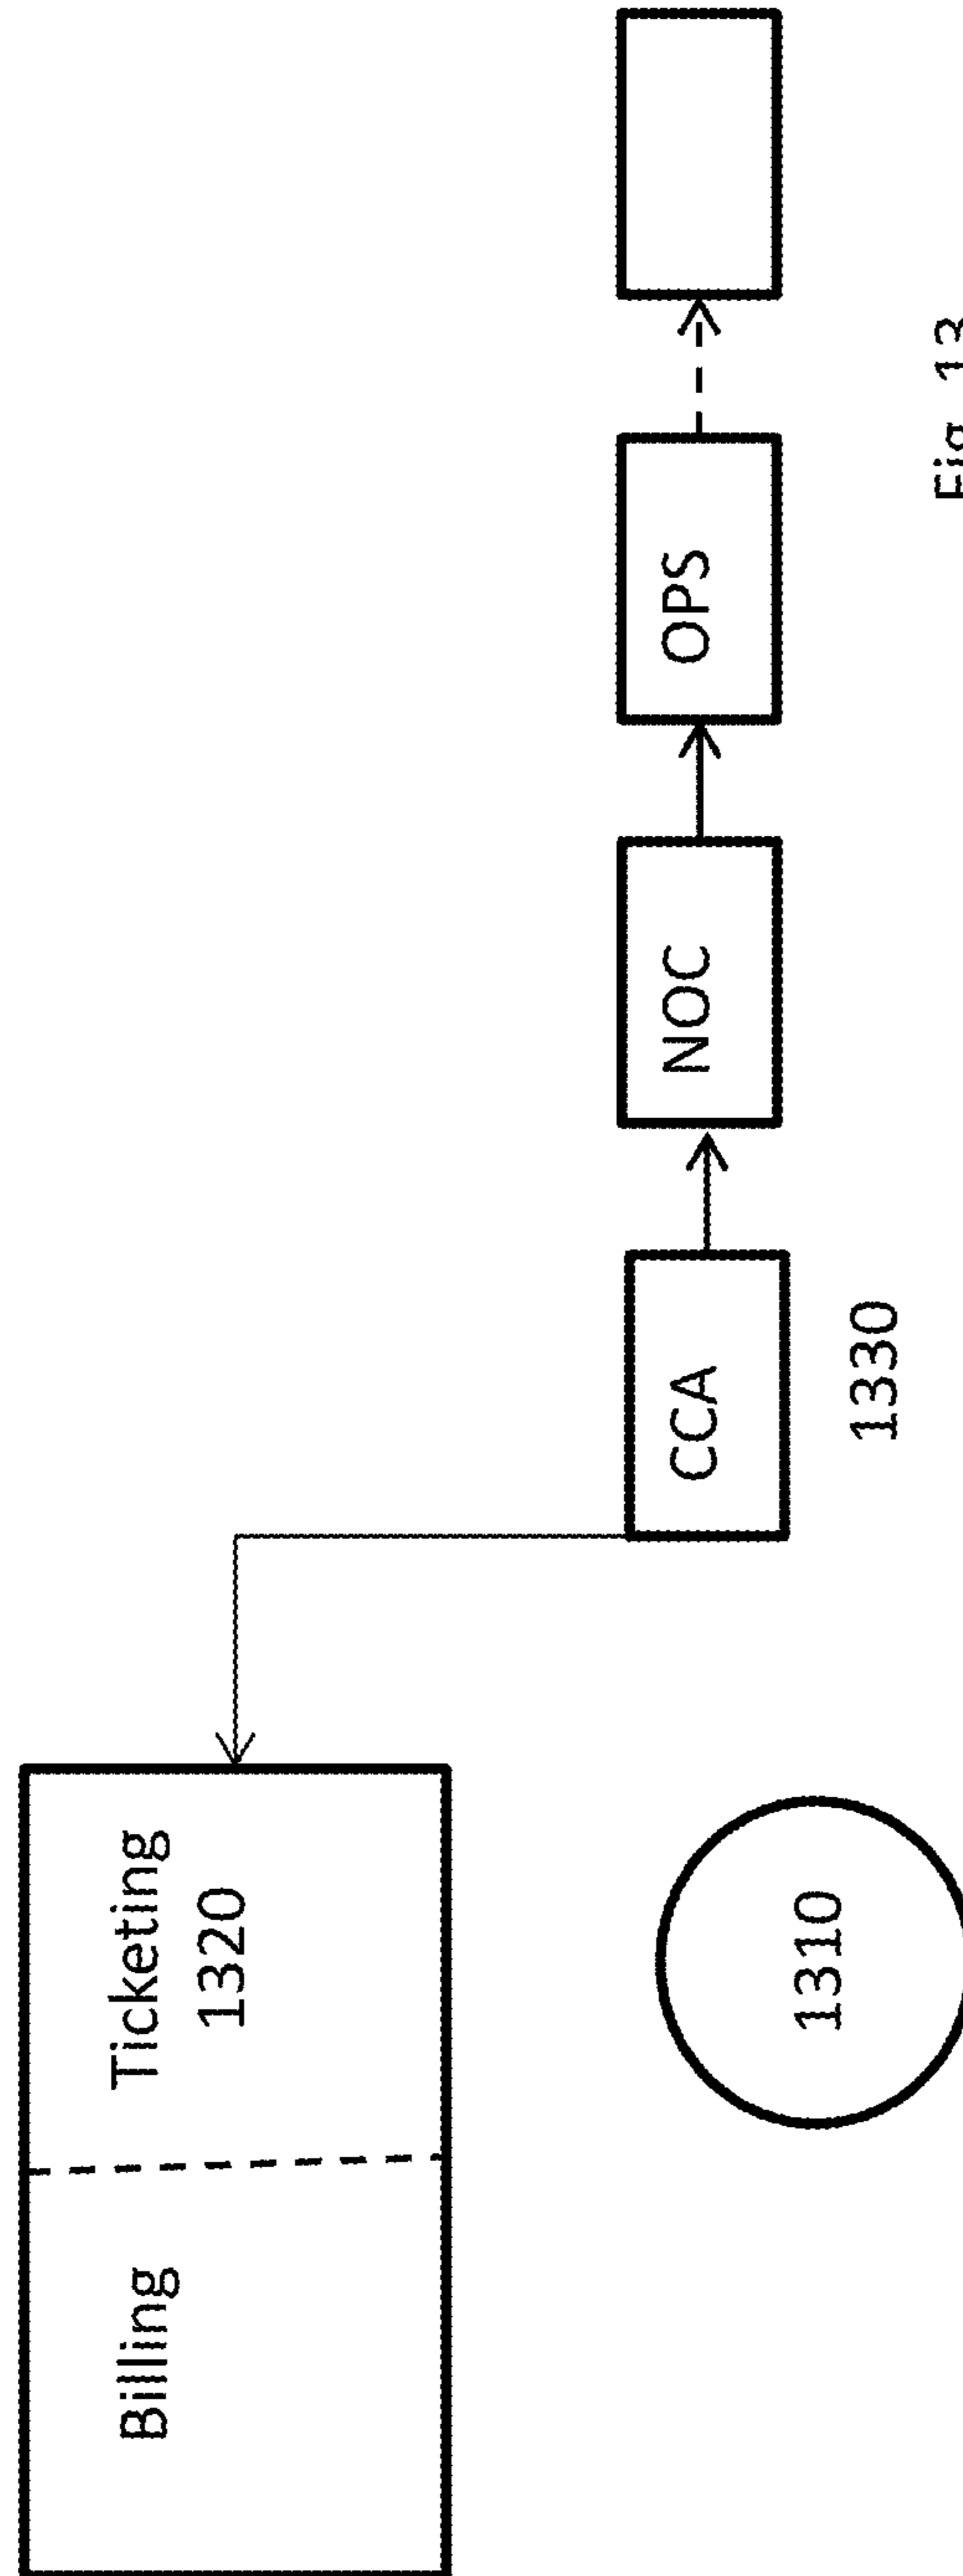 Billing
Ticketing
1320
1310
CCA
1330
NOC
OPS
Fig. 13